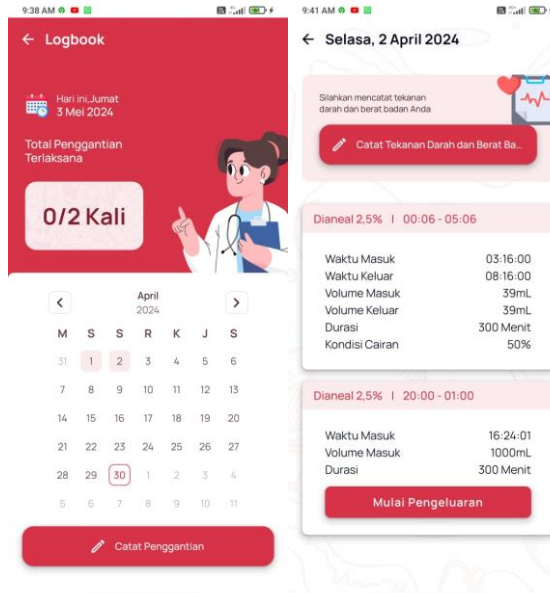 9:38 AM
Logbook
Hari ini,Jumat
3 Mei 2024
Total Penggantian
Terlaksana
0/2 Kali
April
2024
M S S R K J S
31 1 2 3 4 5 6
7 8 9 10 11 12 13
14 15 16 17 18 19 20
21 22 23 24 25 26 27
28 29 30 1 2 3 4
5 6 7 8 9 10 11
Catat Penggantian
9:41 AM
Selasa, 2 April 2024
Silahkan mencatat tekanan
darah dan berat badan Anda
Catat Tekanan Darah dan Berat Ba...
Dianeal 2,5% | 00:06 - 05:06
Waktu Masuk 03:16:00
Waktu Keluar 08:16:00
Volume Masuk 39mL
Volume Keluar 39mL
Durasi 300 Menit
Kondisi Cairan 50%
Dianeal 2,5% | 20:00 - 01:00
Waktu Masuk 16:24:01
Volume Masuk 1000mL
Durasi 300 Menit
Mulai Pengeluaran